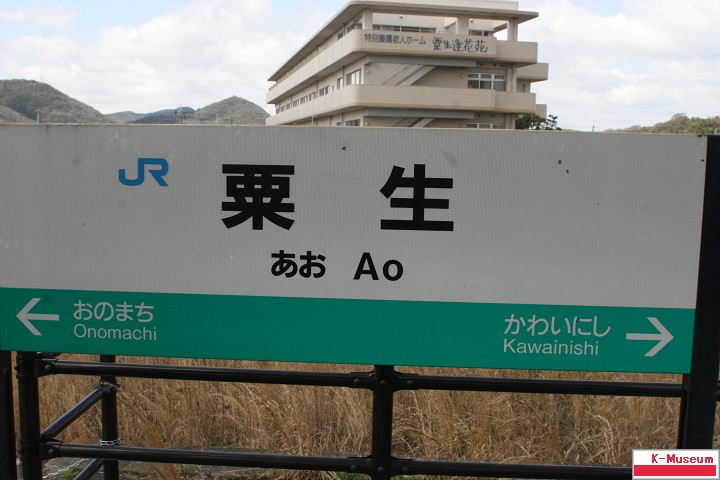 特別養護老人ホーム 粟生逢花苑
JR
粟生
あお Ao
おのまち
Onomachi
かわいにし
Kawainishi
K-Museum